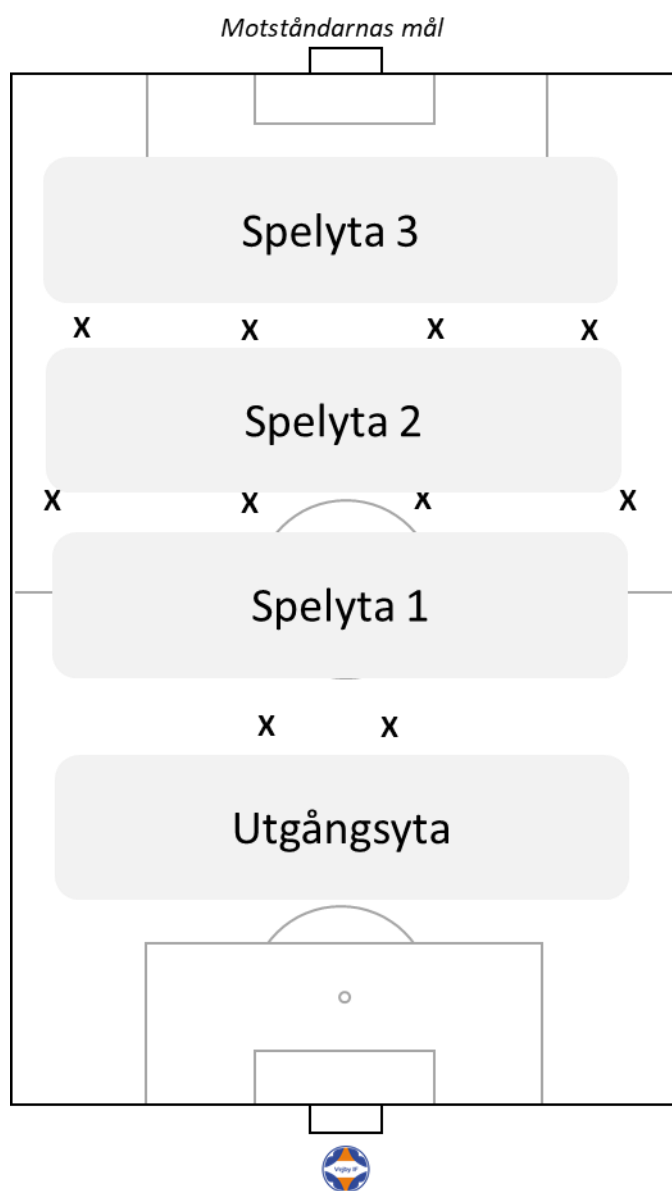 Motståndarnas mål
Spelyta 3
X X X X
Spelyta 2
X X X X
Spelyta 1
X X
Utgångsyta